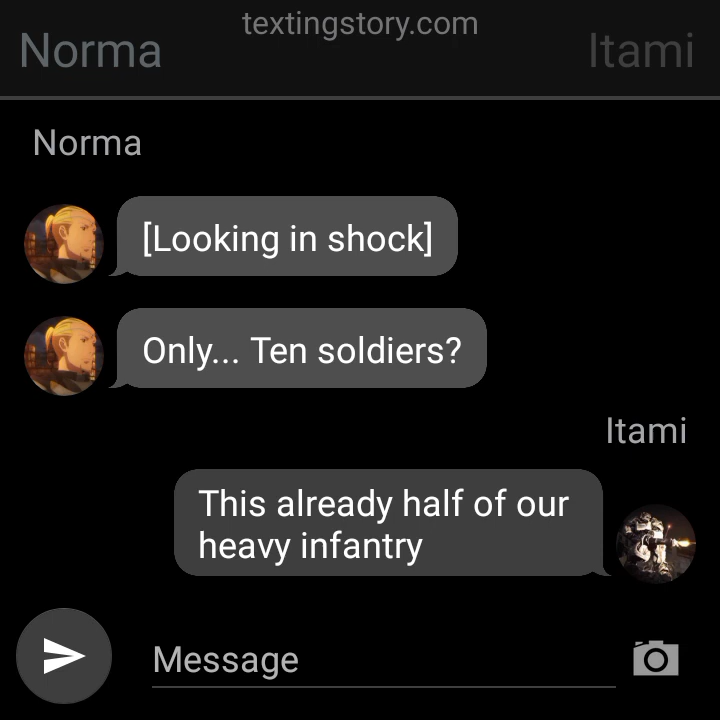 textingstory.com
Norma
Itami
Norma
[Looking in shock]
Only... Ten soldiers?
Itami
This already half of our
heavy infantry
Message